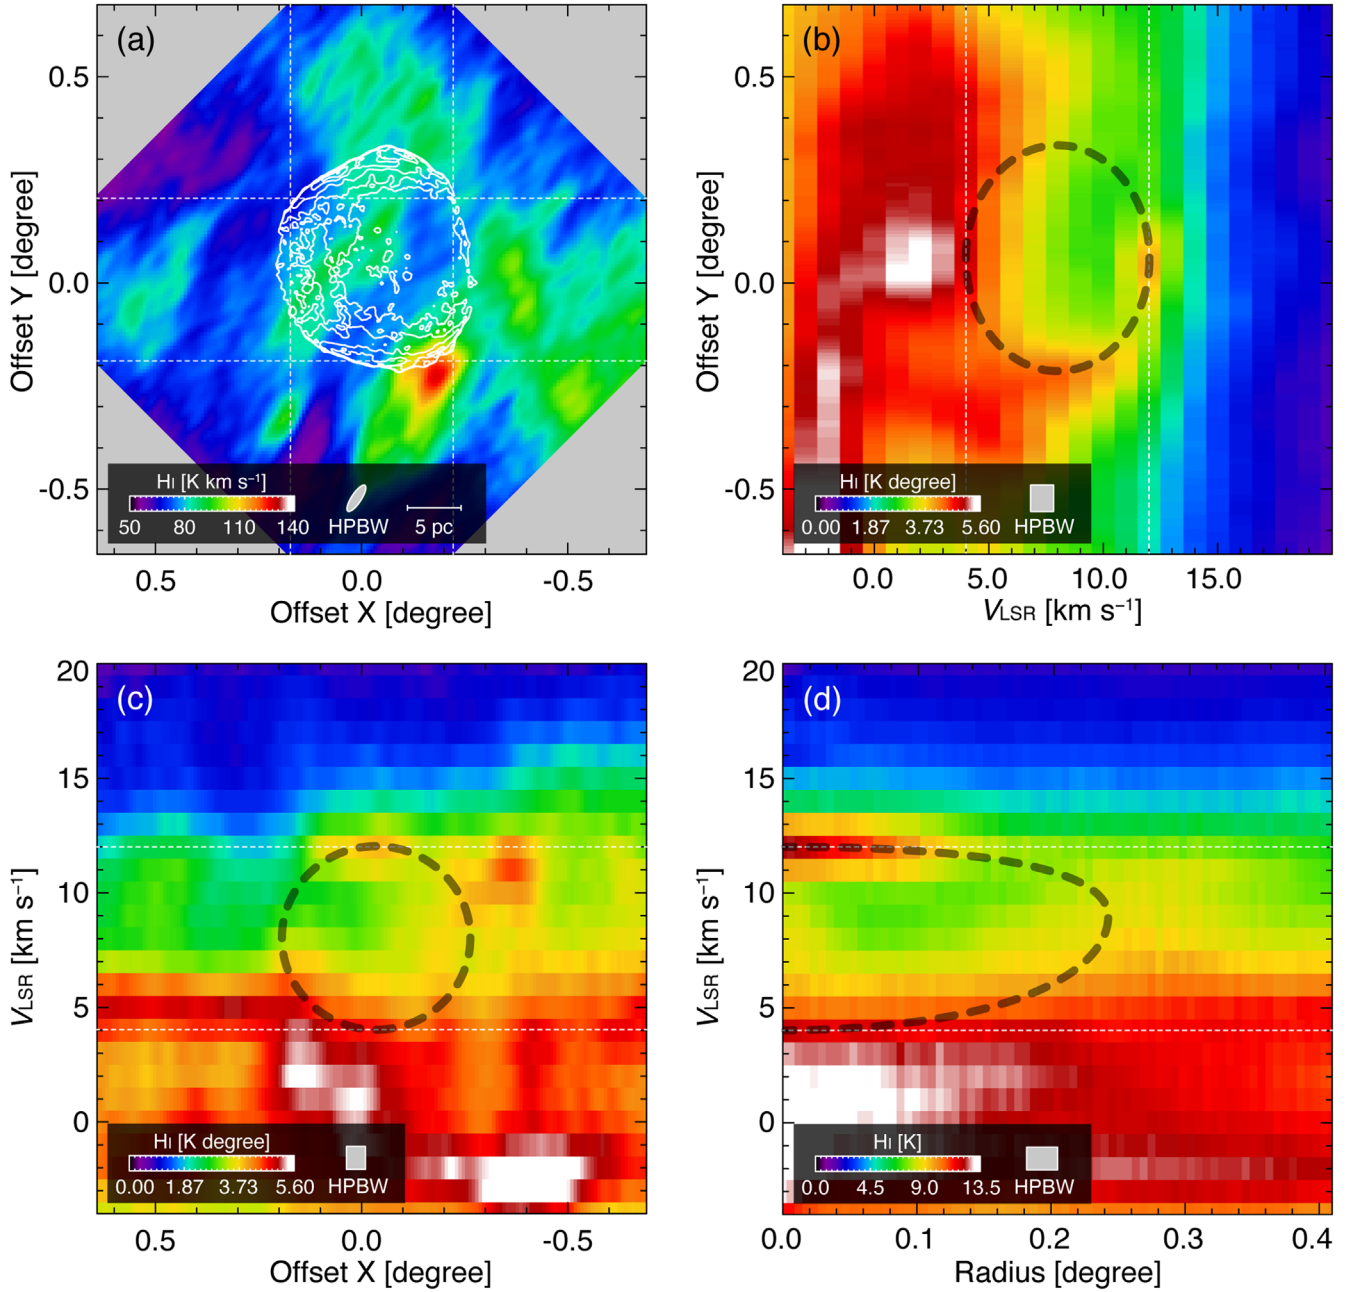 (a)
0.5
0.0
-0.5
Offset Y [degree]
HI [K km s⁻¹]
50 80 110 140
HPBW
5 pc
0.5 0.0 -0.5
Offset X [degree]
(b)
0.5
0.0
-0.5
Offset Y [degree]
HI [K degree]
0.00 1.87 3.73 5.60
HPBW
0.0 5.0 10.0 15.0
VLSR [km s⁻¹]
(c)
20
15
10
5
0
VLSR [km s⁻¹]
HI [K degree]
0.00 1.87 3.73 5.60
HPBW
0.5 0.0 -0.5
Offset X [degree]
(d)
20
15
10
5
0
VLSR [km s⁻¹]
HI [K]
0.0 4.5 9.0 13.5
HPBW
0.0 0.1 0.2 0.3 0.4
Radius [degree]